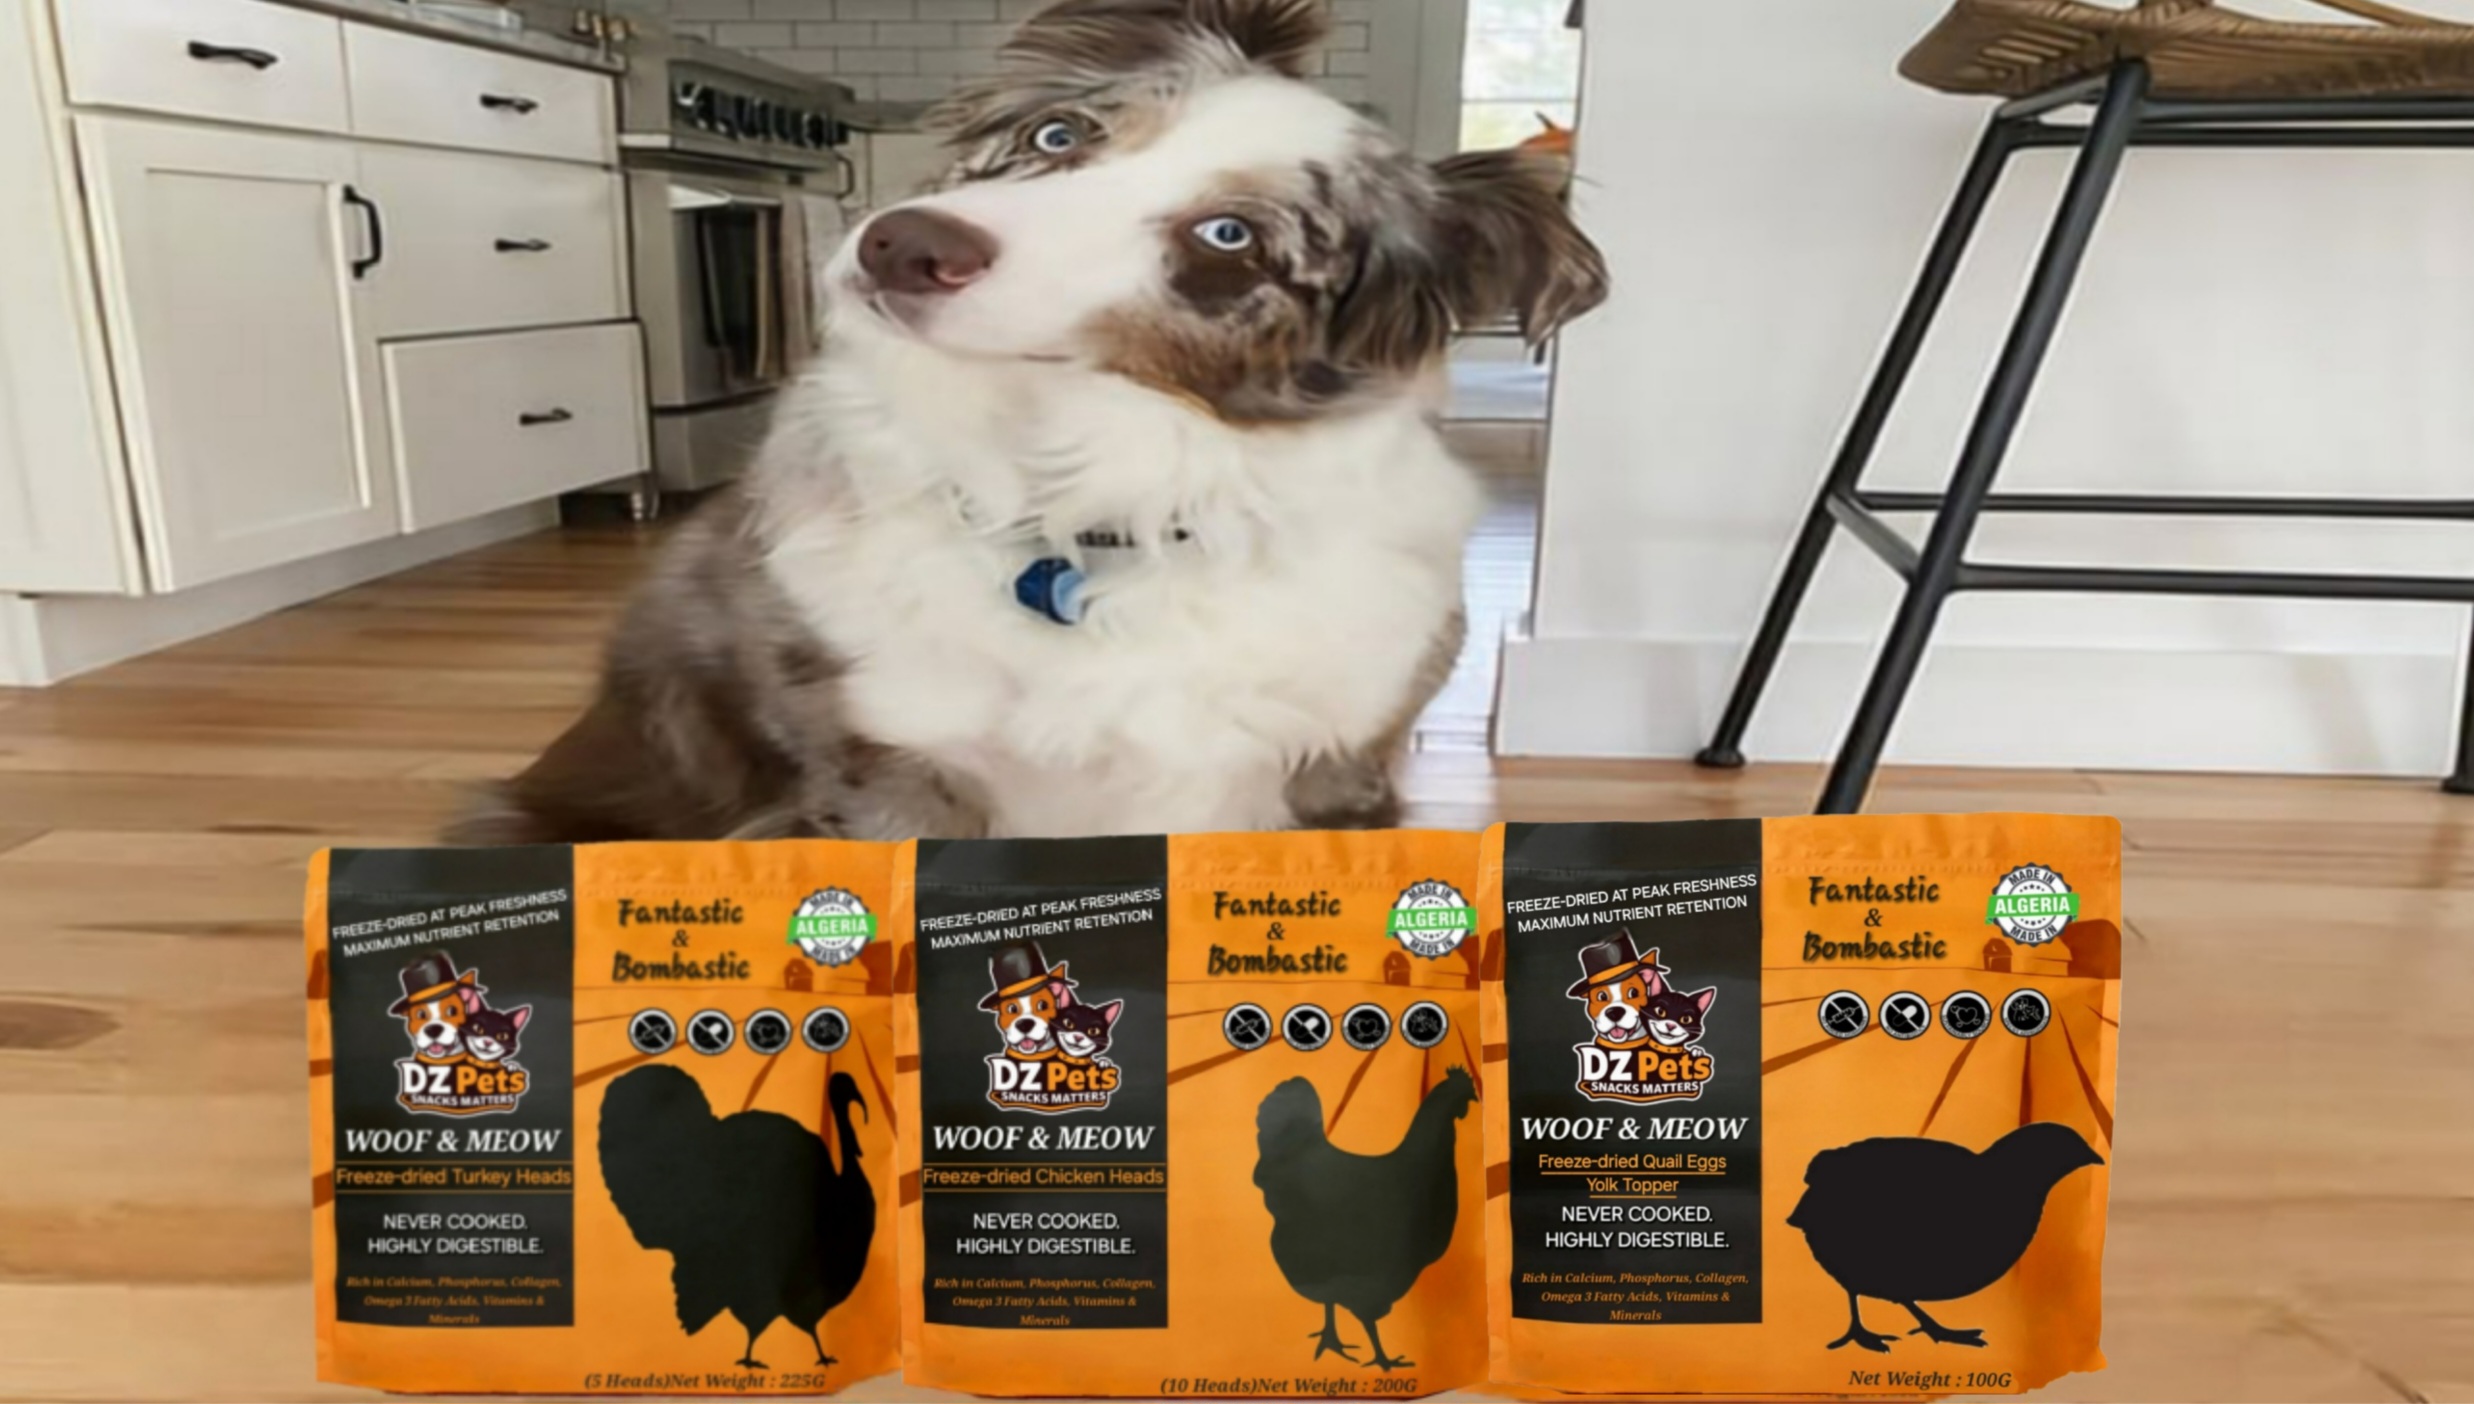 FREEZE-DRIED AT PEAK FRESHNESS
MAXIMUM NUTRIENT RETENTION
DZ Pets
SNACKS MATTERS
WOOF & MEOW
Freeze-dried Turkey Heads
NEVER COOKED.
HIGHLY DIGESTIBLE.
Rich in Calcium, Phosphorus, Collagen,
Omega 3 Fatty Acids, Vitamins &
Minerals
Fantastic
&
Bombastic
MADE IN
ALGERIA
MADE IN
(5 Heads)Net Weight : 225G
FREEZE-DRIED AT PEAK FRESHNESS
MAXIMUM NUTRIENT RETENTION
DZ Pets
SNACKS MATTERS
WOOF & MEOW
Freeze-dried Chicken Heads
NEVER COOKED.
HIGHLY DIGESTIBLE.
Rich in Calcium, Phosphorus, Collagen,
Omega 3 Fatty Acids, Vitamins &
Minerals
Fantastic
&
Bombastic
MADE IN
ALGERIA
MADE IN
(10 Heads)Net Weight : 200G
FREEZE-DRIED AT PEAK FRESHNESS
MAXIMUM NUTRIENT RETENTION
DZ Pets
SNACKS MATTERS
WOOF & MEOW
Freeze-dried Quail Eggs
Yolk Topper
NEVER COOKED.
HIGHLY DIGESTIBLE.
Rich in Calcium, Phosphorus, Collagen,
Omega 3 Fatty Acids, Vitamins &
Minerals
Fantastic
&
Bombastic
MADE IN
ALGERIA
MADE IN
Net Weight : 100G